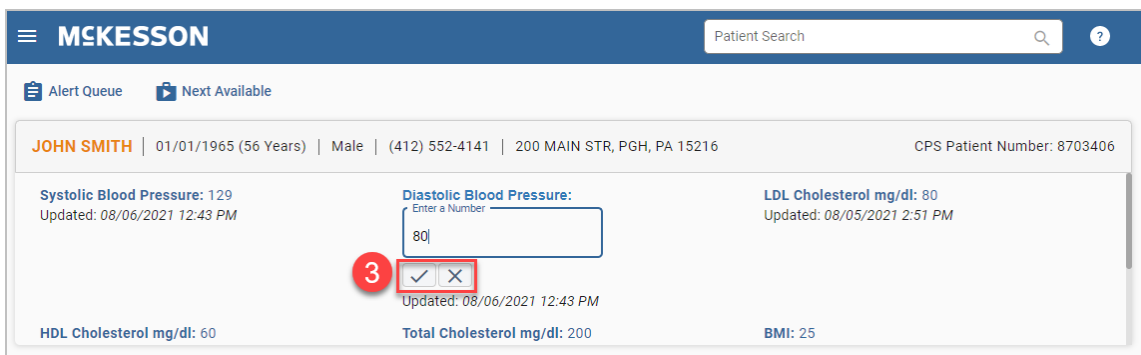 MCKESSON
Patient Search
?
Alert Queue Next Available
JOHN SMITH | 01/01/1965 (56 Years) | Male | (412) 552-4141 | 200 MAIN STR, PGH, PA 15216 CPS Patient Number: 8703406
Systolic Blood Pressure: 129
Updated: 08/06/2021 12:43 PM
Diastolic Blood Pressure:
Enter a Number
80
3
Updated: 08/06/2021 12:43 PM
LDL Cholesterol mg/dl: 80
Updated: 08/05/2021 2:51 PM
HDL Cholesterol mg/dl: 60
Total Cholesterol mg/dl: 200
BMI: 25